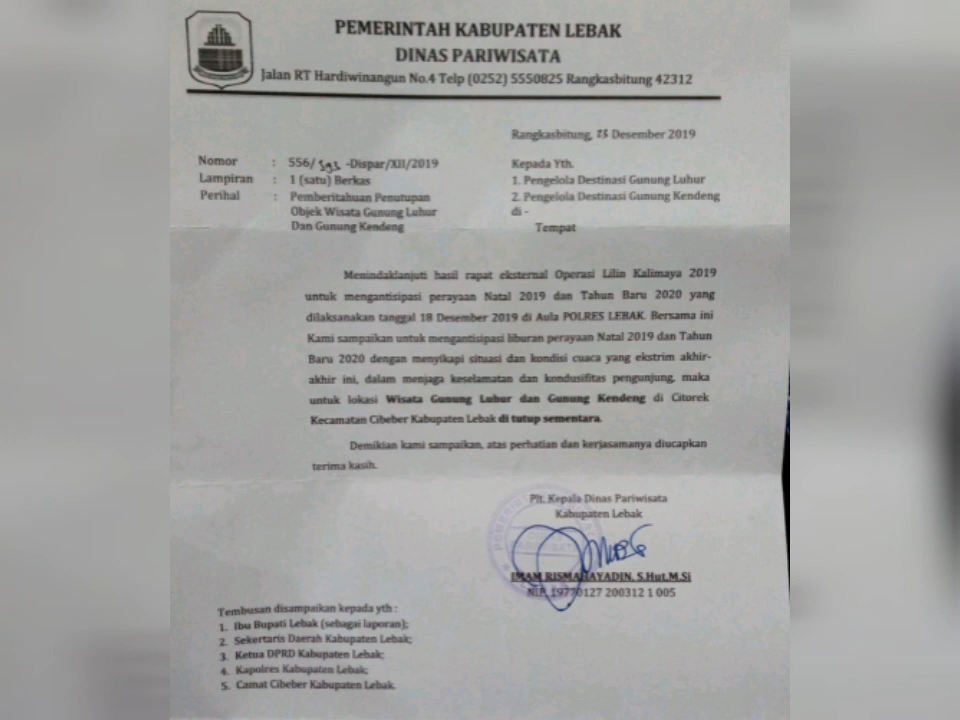 PEMERINTAH KABUPATEN LEBAK
DINAS PARIWISATA
Jalan RT Hardiwinangun No.4 Telp (0252) 5550825 Rangkasbitung 42312
Rangkasbitung, Desember 2019
Nomor : 556/ -Dispar/XII/2019
Lampiran : 1 (satu) Berkas
Perihal : Pemberitahuan Penutupan
Objek Wisata Gunung Luhur
Dan Gunung Kendeng
Kepada Yth.
1. Pengelola Destinasi Gunung Luhur
2. Pengelola Destinasi Gunung Kendeng
di -
Tempat
Menindaklanjuti hasil rapat eksternal Operasi Lilin Kalimaya 2019
untuk mengantisipasi perayaan Natal 2019 dan Tahun Baru 2020 yang
dilaksanakan tanggal 18 Desember 2019 di Aula POLRES LEBAK. Bersama ini
Kami sampaikan untuk mengantisipasi liburan perayaan Natal 2019 dan Tahun
Baru 2020 dengan menyikapi situasi dan kondisi cuaca yang ekstrim akhir-
akhir ini, dalam menjaga keselamatan dan kondusifitas pengunjung, maka
untuk lokasi Wisata Gunung Luhur dan Gunung Kendeng di Citorek
Kecamatan Cibeber Kabupaten Lebak di tutup sementara.
Demikian kami sampaikan, atas perhatian dan kerjasamanya diucapkan
terima kasih.
Plt. Kepala Dinas Pariwisata
Kabupaten Lebak
IMAM RISMAHAYADIN, S.Hut,M.Si
NIP. 19770127 200312 1 005
Tembusan disampaikan kepada yth :
1. Ibu Bupati Lebak (sebagai laporan);
2. Sekertaris Daerah Kabupaten Lebak;
3. Ketua DPRD Kabupaten Lebak;
4. Kapolres Kabupaten Lebak;
5. Camat Cibeber Kabupaten Lebak.